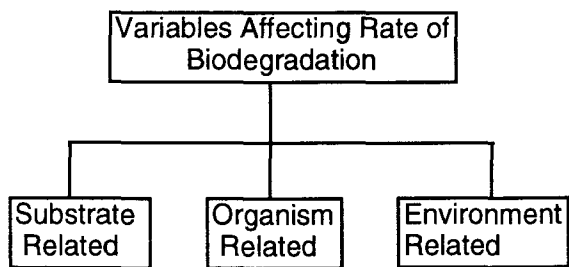 Variables Affecting Rate of
Biodegradation
Substrate
Related
Organism
Related
Environment
Related